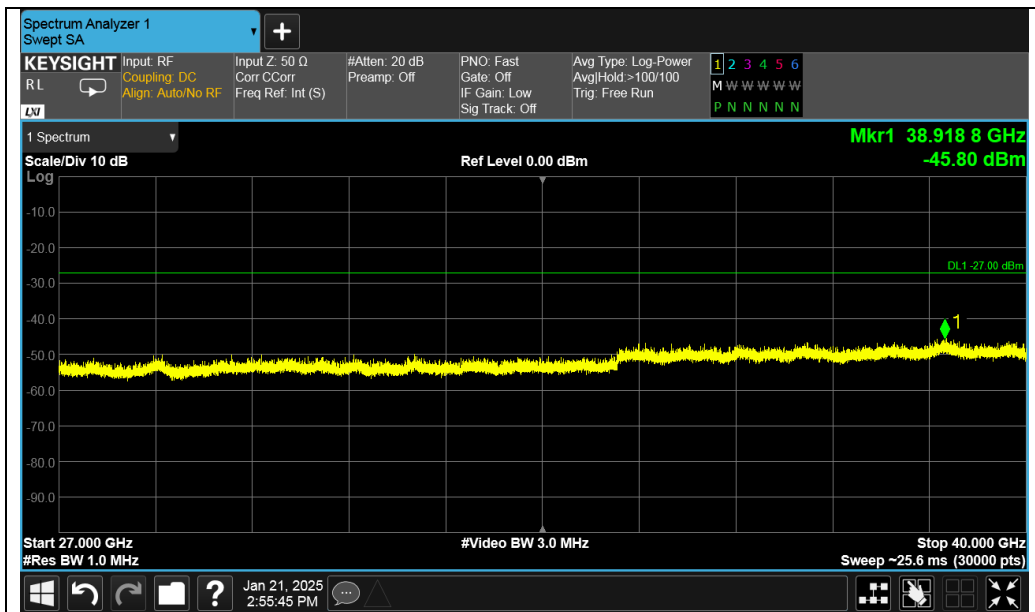 Spectrum Analyzer 1
Swept SA
+
KEYSIGHT
R L
LXI
Input: RF
Coupling: DC
Align: Auto/No RF
Input Z: 50 Ω
Corr CCorr
Freq Ref: Int (S)
#Atten: 20 dB
Preamp: Off
PNO: Fast
Gate: Off
IF Gain: Low
Sig Track: Off
Avg Type: Log-Power
Avg|Hold:>100/100
Trig: Free Run
1 2 3 4 5 6
M W W W W W
P N N N N N
1 Spectrum
Mkr1 38.918 8 GHz
Scale/Div 10 dB
Ref Level 0.00 dBm
-45.80 dBm
Log
-10.0
-20.0
DL1 -27.00 dBm
-30.0
-40.0
1
-50.0
-60.0
-70.0
-80.0
-90.0
Start 27.000 GHz
#Video BW 3.0 MHz
Stop 40.000 GHz
#Res BW 1.0 MHz
Sweep ~25.6 ms (30000 pts)
?
Jan 21, 2025
2:55:45 PM